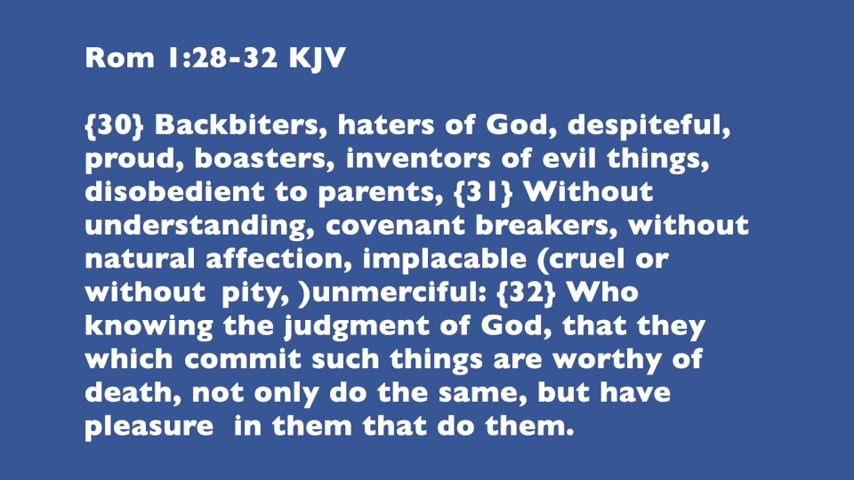 Rom 1:28-32 KJV
{30} Backbiters, haters of God, despiteful,
proud, boasters, inventors of evil things,
disobedient to parents, {31} Without
understanding, covenant breakers, without
natural affection, implacable (cruel or
without  pity, )unmerciful: {32} Who
knowing the judgment of God, that they
which commit such things are worthy of
death, not only do the same, but have
pleasure  in them that do them.